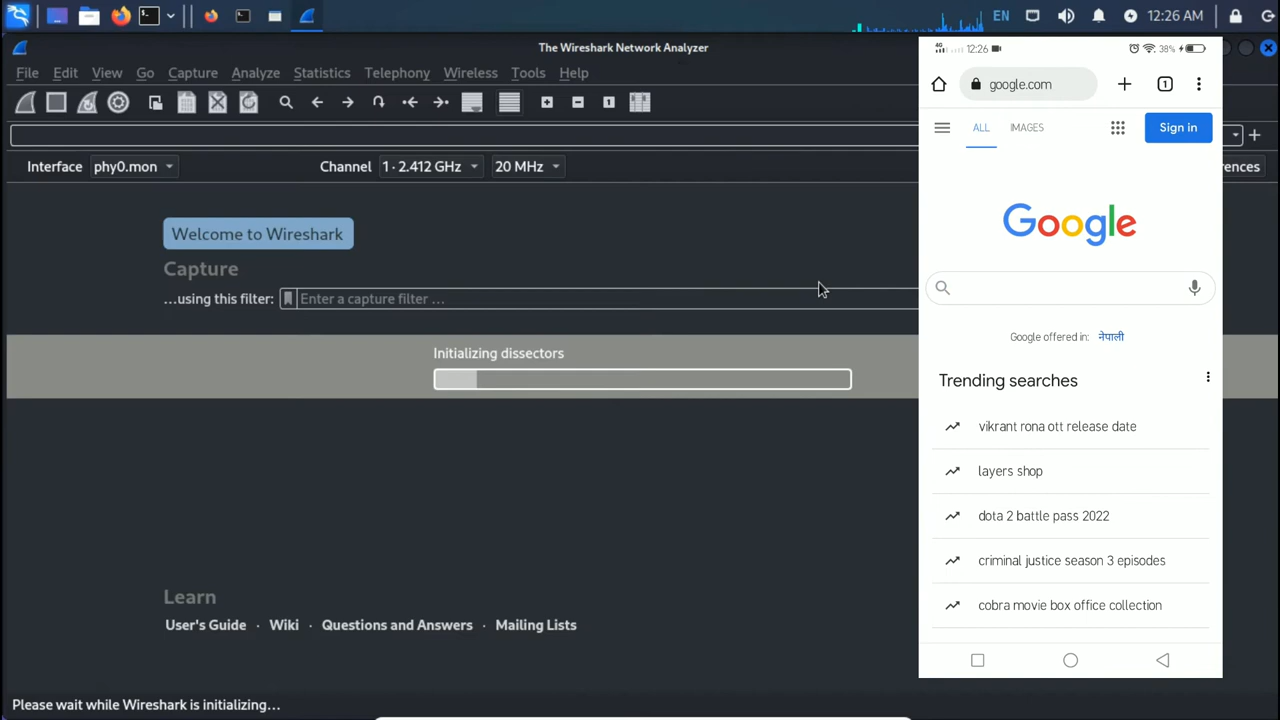 EN
12:26 AM
The Wireshark Network Analyzer
File Edit View Go Capture Analyze Statistics Telephony Wireless Tools Help
Interface phy0.mon Channel 1 · 2.412 GHz 20 MHz
Welcome to Wireshark
Capture
...using this filter: Enter a capture filter ...
Initializing dissectors
Learn
User's Guide · Wiki · Questions and Answers · Mailing Lists
Please wait while Wireshark is initializing...
4G 12:26 38%
google.com 1
ALL IMAGES Sign in
Google
Google offered in: नेपाली
Trending searches
vikrant rona ott release date
layers shop
dota 2 battle pass 2022
criminal justice season 3 episodes
cobra movie box office collection